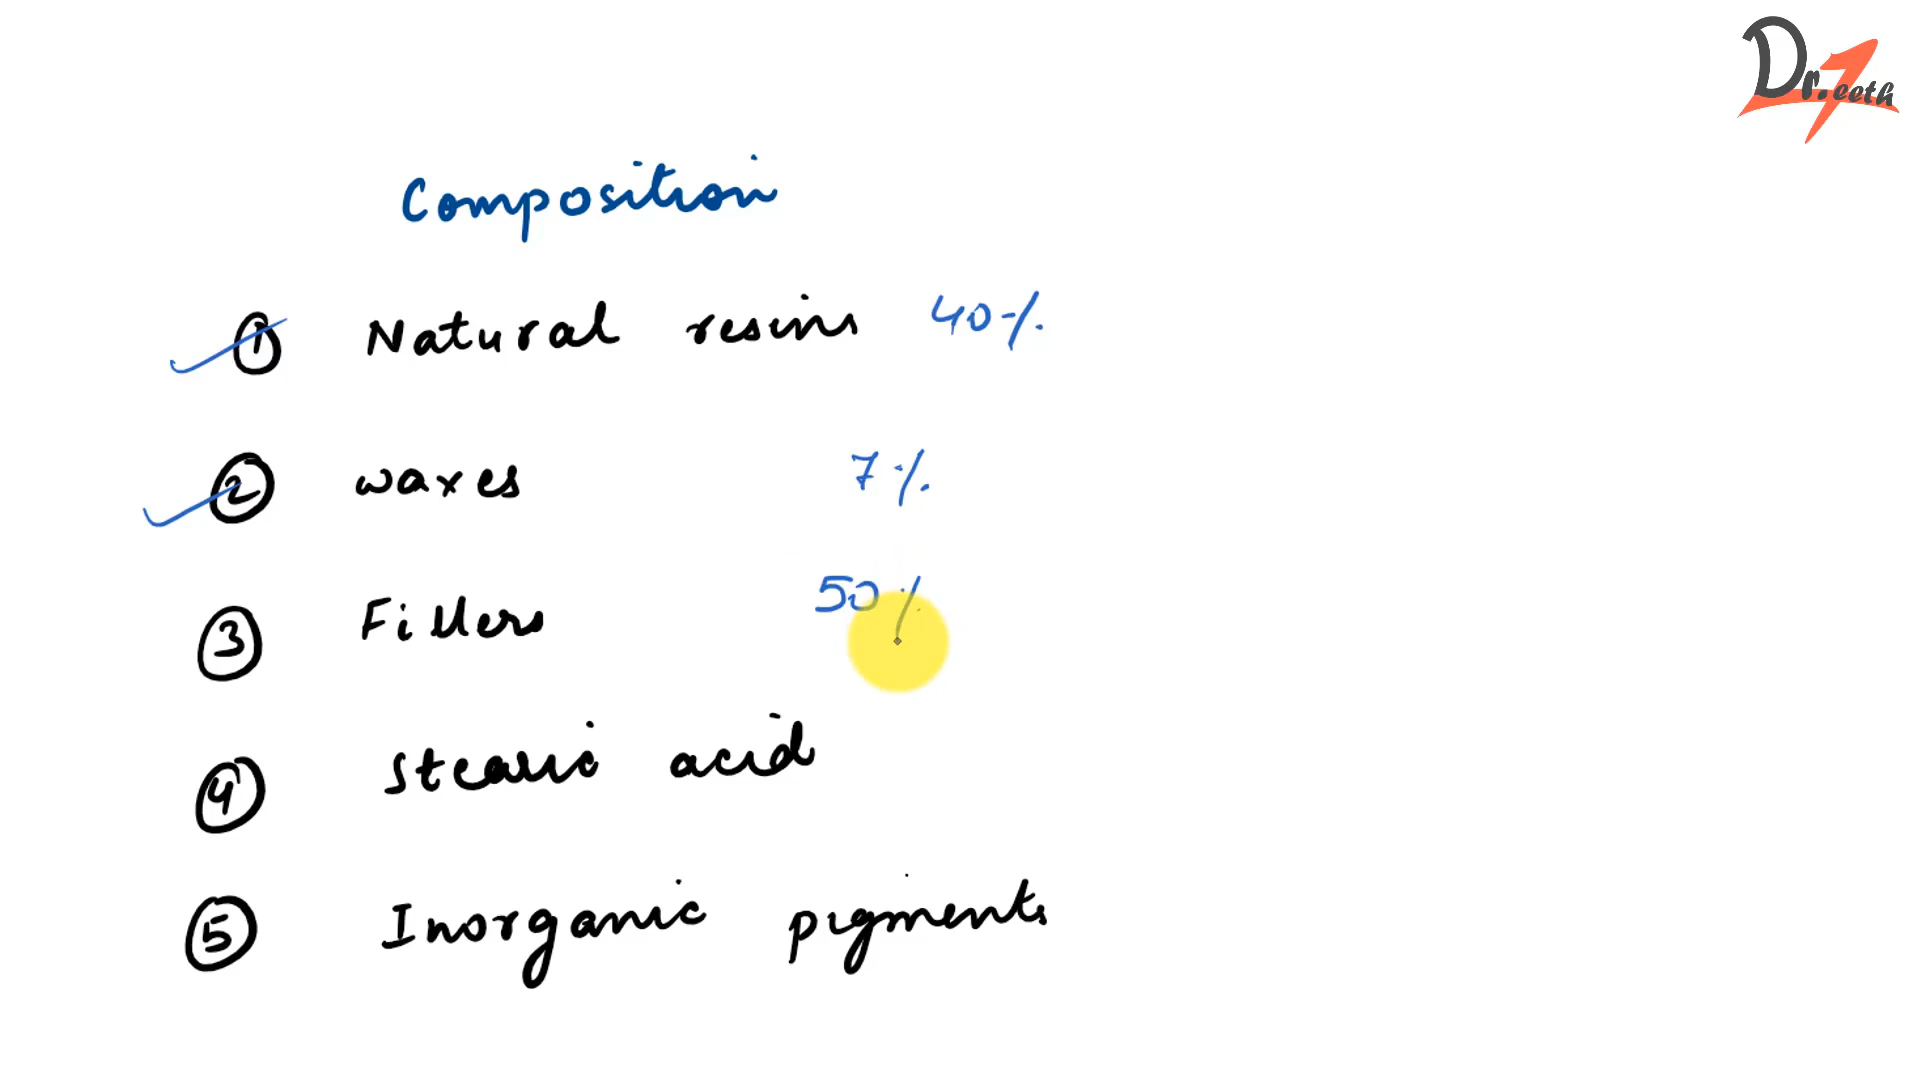 Dr.Teeth
Composition
1 Natural resins 40%
2 waxes 7%
3 Fillers 50%
4 Stearic acid
5 Inorganic pigments